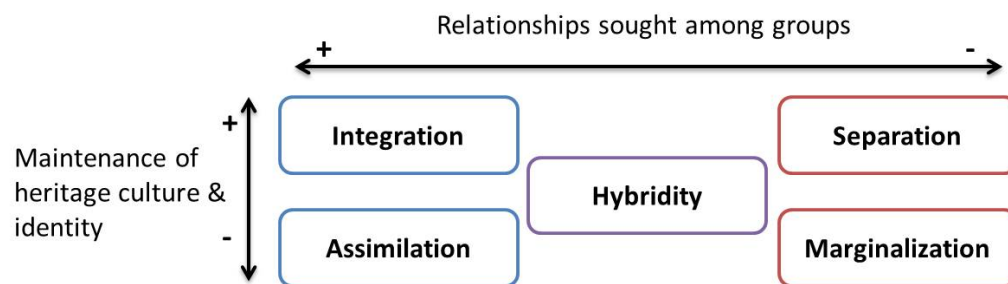 Relationships sought among groups
+ -
+
Integration
Separation
Maintenance of
heritage culture &
identity
Hybridity
-
Assimilation
Marginalization